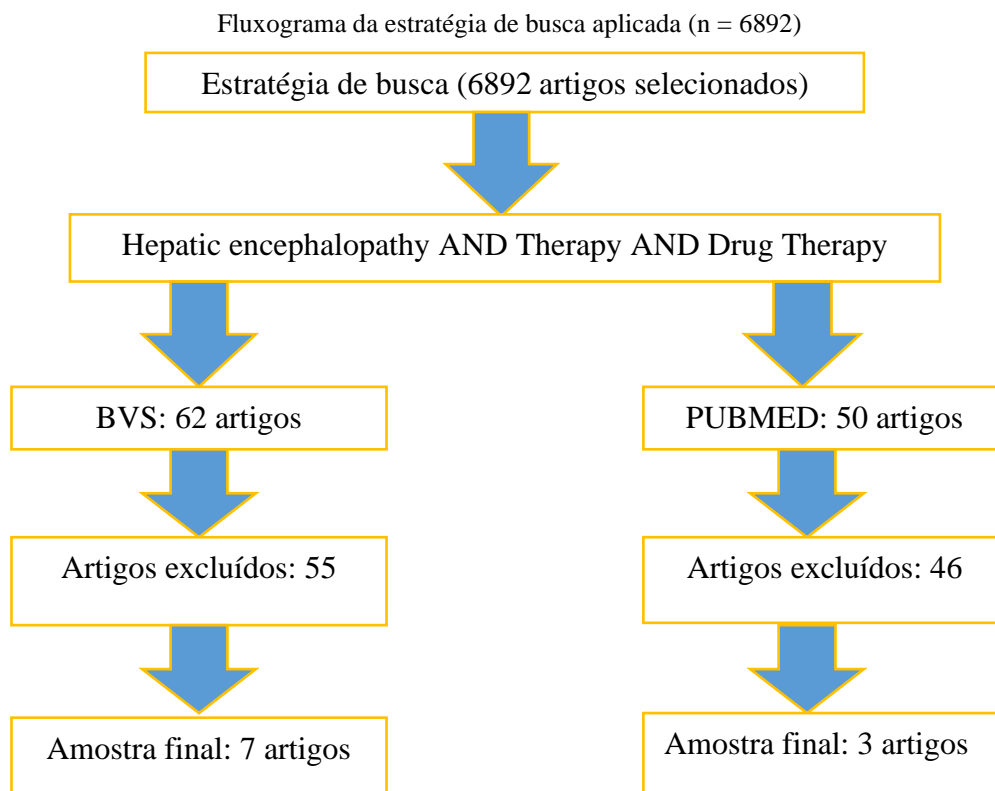 Fluxograma da estratégia de busca aplicada (n = 6892)
Estratégia de busca (6892 artigos selecionados)
Hepatic encephalopathy AND Therapy AND Drug Therapy
BVS: 62 artigos
PUBMED: 50 artigos
Artigos excluídos: 55
Artigos excluídos: 46
Amostra final: 7 artigos
Amostra final: 3 artigos